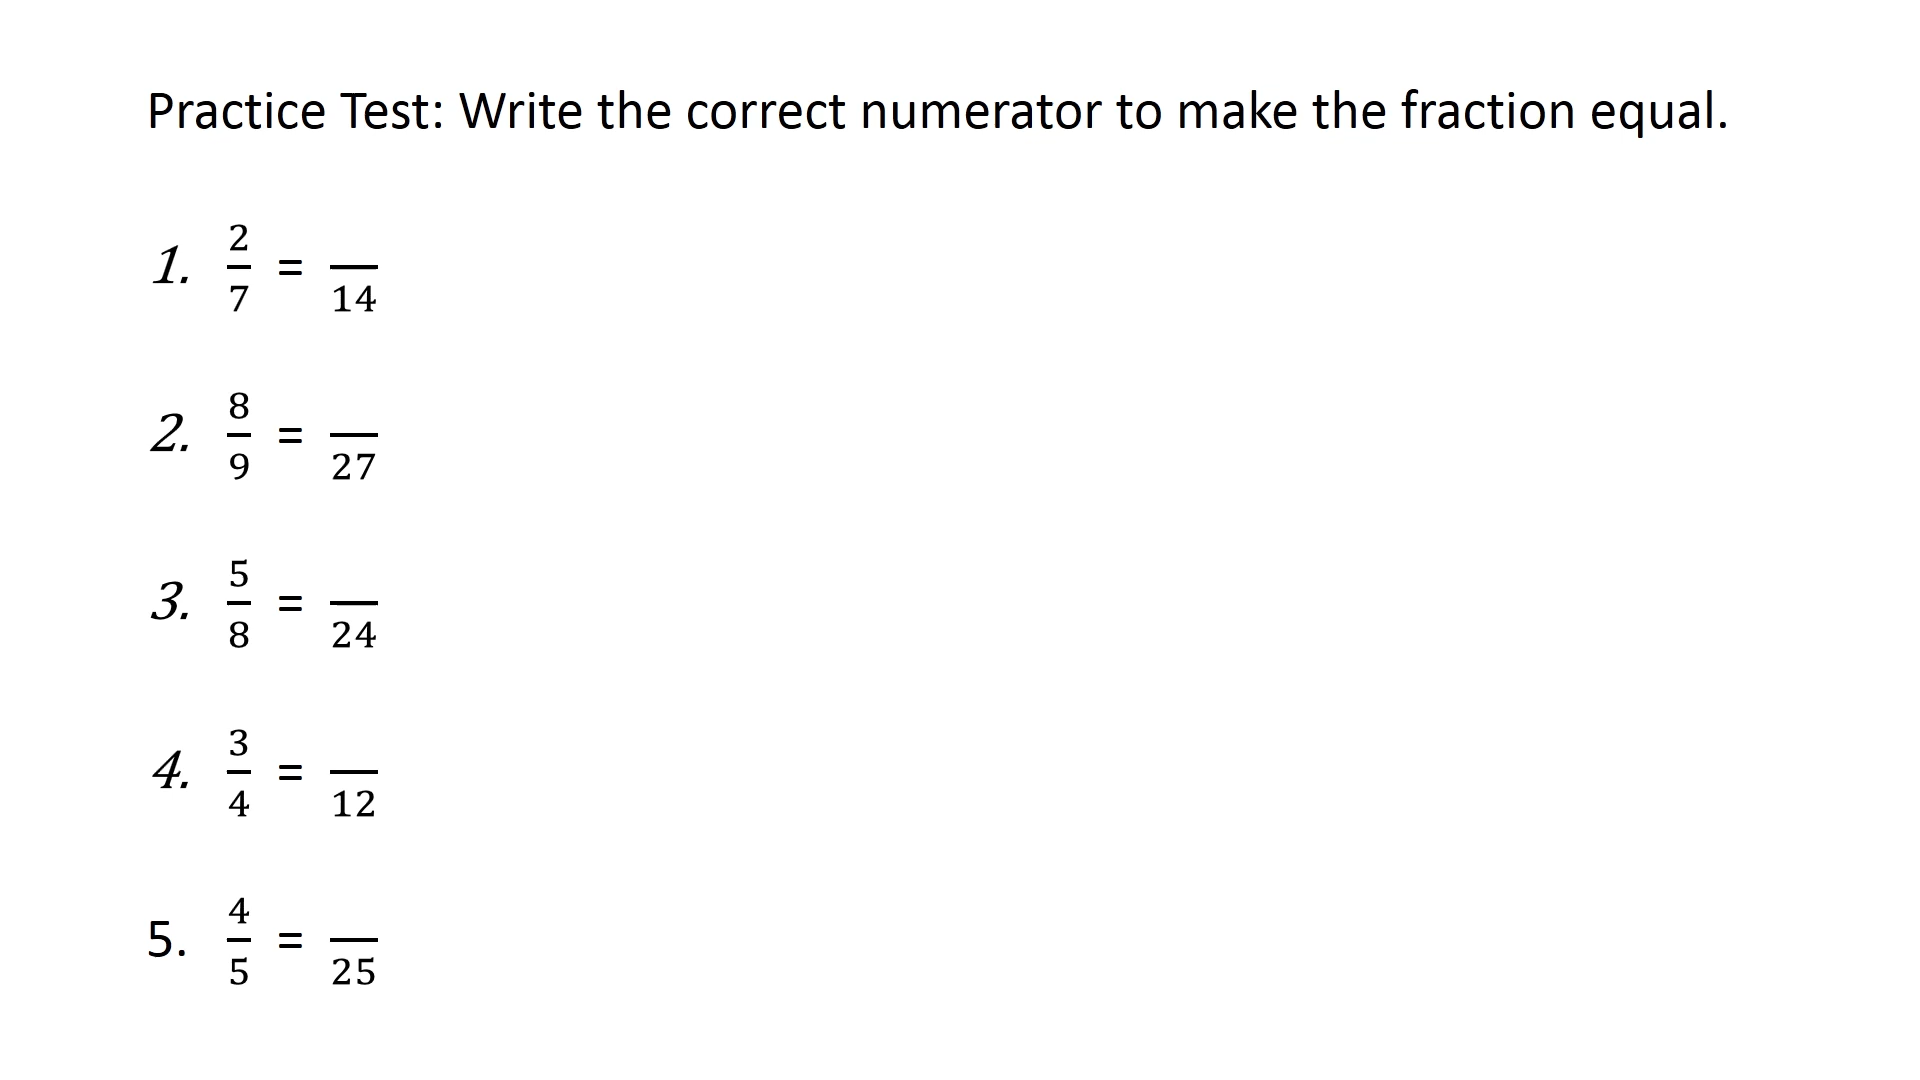 Practice Test: Write the correct numerator to make the fraction equal.
1. 2/7 = /14
2. 8/9 = /27
3. 5/8 = /24
4. 3/4 = /12
5. 4/5 = /25